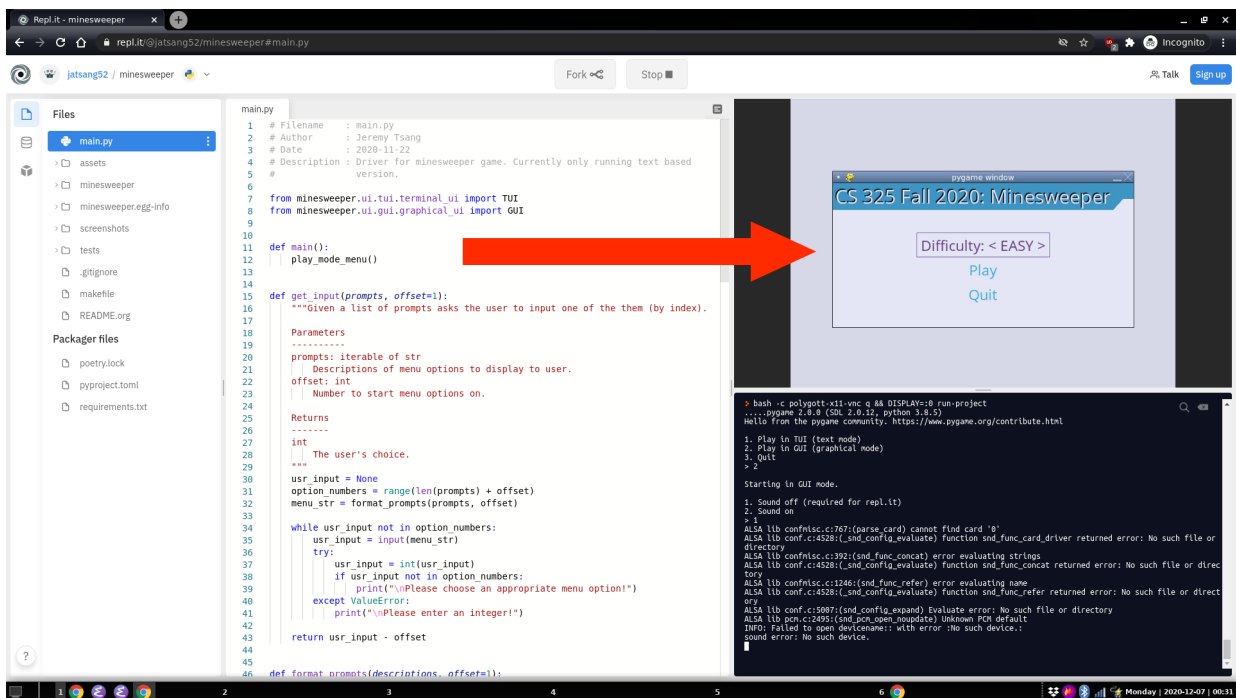 Repl.it - minesweeper
repl.it/@jatsang52/minesweeper#main.py
Incognito
jatsang52 / minesweeper
Fork
Stop
Talk
Sign up
Files
main.py
assets
minesweeper
minesweeper.egg-info
screenshots
tests
.gitignore
makefile
README.org
Packager files
poetry.lock
pyproject.toml
requirements.txt
main.py
1 # Filename : main.py
2 # Author : Jeremy Tsang
3 # Date : 2020-11-22
4 # Description : Driver for minesweeper game. Currently only running text based
5 # version.
6
7 from minesweeper.ui.tui.terminal_ui import TUI
8 from minesweeper.ui.gui.graphical_ui import GUI
9
10
11 def main():
12 play_mode_menu()
13
14
15 def get_input(prompts, offset=1):
16 """Given a list of prompts asks the user to input one of the them (by index).
17
18 Parameters
19 ----------
20 prompts: iterable of str
21 Descriptions of menu options to display to user.
22 offset: int
23 Number to start menu options on.
24
25 Returns
26 -------
27 int
28 The user's choice.
29 """
30 usr_input = None
31 option_numbers = range(len(prompts) + offset)
32 menu_str = format_prompts(prompts, offset)
33
34 while usr_input not in option_numbers:
35 usr_input = input(menu_str)
36 try:
37 usr_input = int(usr_input)
38 if usr_input not in option_numbers:
39 print("\nPlease choose an appropriate menu option!")
40 except ValueError:
41 print("\nPlease enter an integer!")
42
43 return usr_input - offset
44
45
46 def format_prompts(descriptions, offset=1):
pygame window
CS 325 Fall 2020: Minesweeper
Difficulty: < EASY >
Play
Quit
> bash -c polygott-x11-vnc q && DISPLAY=:0 run-project
.....pygame 2.0.0 (SDL 2.0.12, python 3.8.5)
Hello from the pygame community. https://www.pygame.org/contribute.html
1. Play in TUI (text mode)
2. Play in GUI (graphical mode)
3. Quit
> 2
Starting in GUI mode.
1. Sound off (required for repl.it)
2. Sound on
> 1
ALSA lib confmisc.c:767:(parse_card) cannot find card '0'
ALSA lib conf.c:4528:(_snd_config_evaluate) function snd_func_card_driver returned error: No such file or
directory
ALSA lib confmisc.c:392:(snd_func_concat) error evaluating strings
ALSA lib conf.c:4528:(_snd_config_evaluate) function snd_func_concat returned error: No such file or direc
tory
ALSA lib confmisc.c:1246:(snd_func_refer) error evaluating name
ALSA lib conf.c:4528:(_snd_config_evaluate) function snd_func_refer returned error: No such file or direct
ory
ALSA lib conf.c:5007:(snd_config_expand) Evaluate error: No such file or directory
ALSA lib pcm.c:2495:(snd_pcm_open_noupdate) Unknown PCM default
INFO: Failed to open devicename:: with error :No such device.:
sound error: No such device.
?
1 2 3 4 5 6
Monday | 2020-12-07 | 00:31